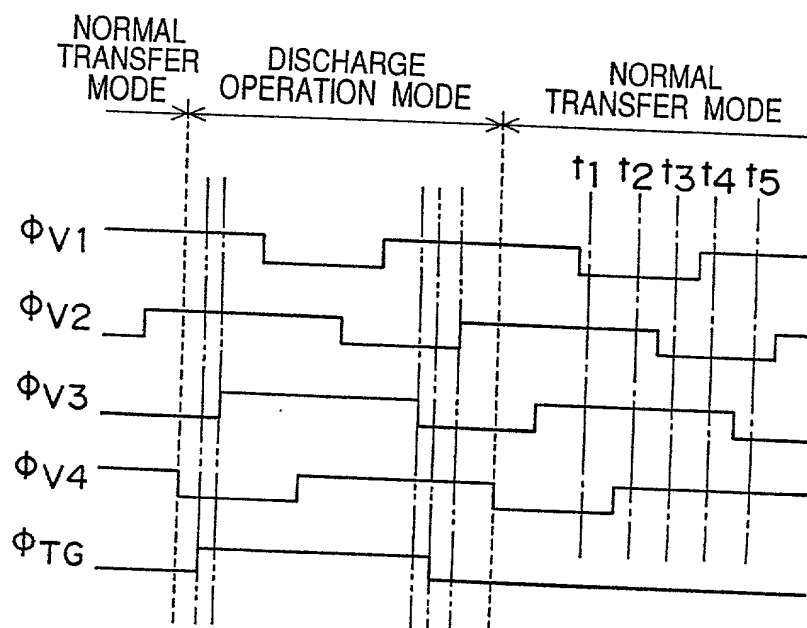 NORMAL
TRANSFER
MODE
DISCHARGE
OPERATION MODE
NORMAL
TRANSFER MODE
t1 t2 t3 t4 t5
ΦV1
ΦV2
ΦV3
ΦV4
ΦTG